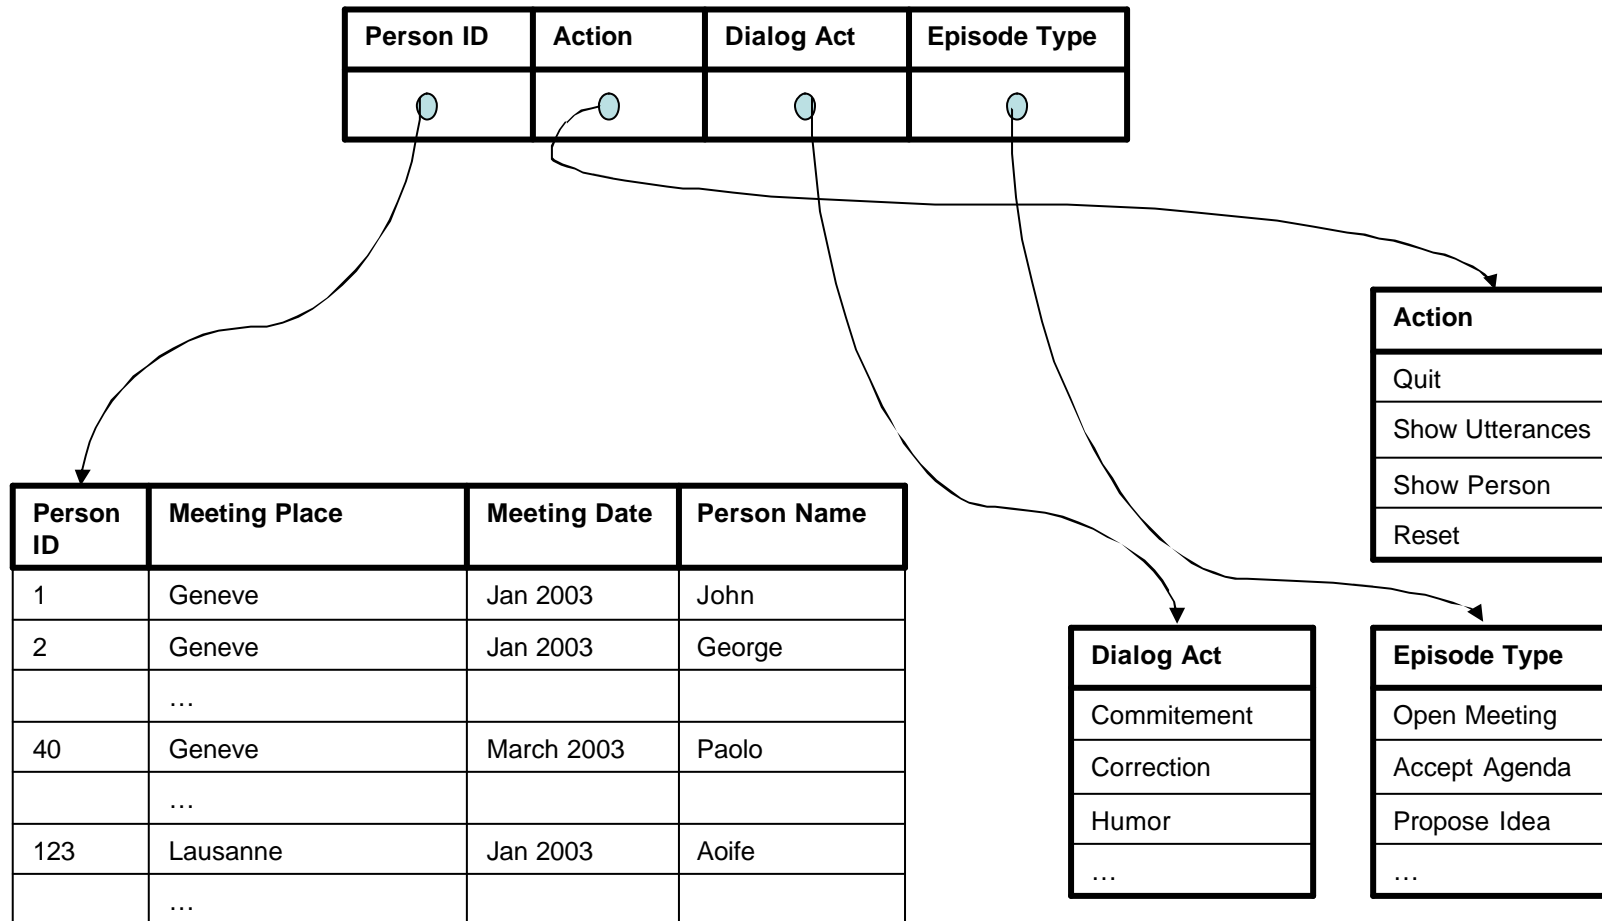 Person ID Action Dialog Act Episode Type
Action
Quit
Show Utterances
Show Person
Reset
Person ID Meeting Place Meeting Date Person Name
1 Geneve Jan 2003 John
2 Geneve Jan 2003 George
…
40 Geneve March 2003 Paolo
…
123 Lausanne Jan 2003 Aoife
…
Dialog Act
Commitement
Correction
Humor
…
Episode Type
Open Meeting
Accept Agenda
Propose Idea
…